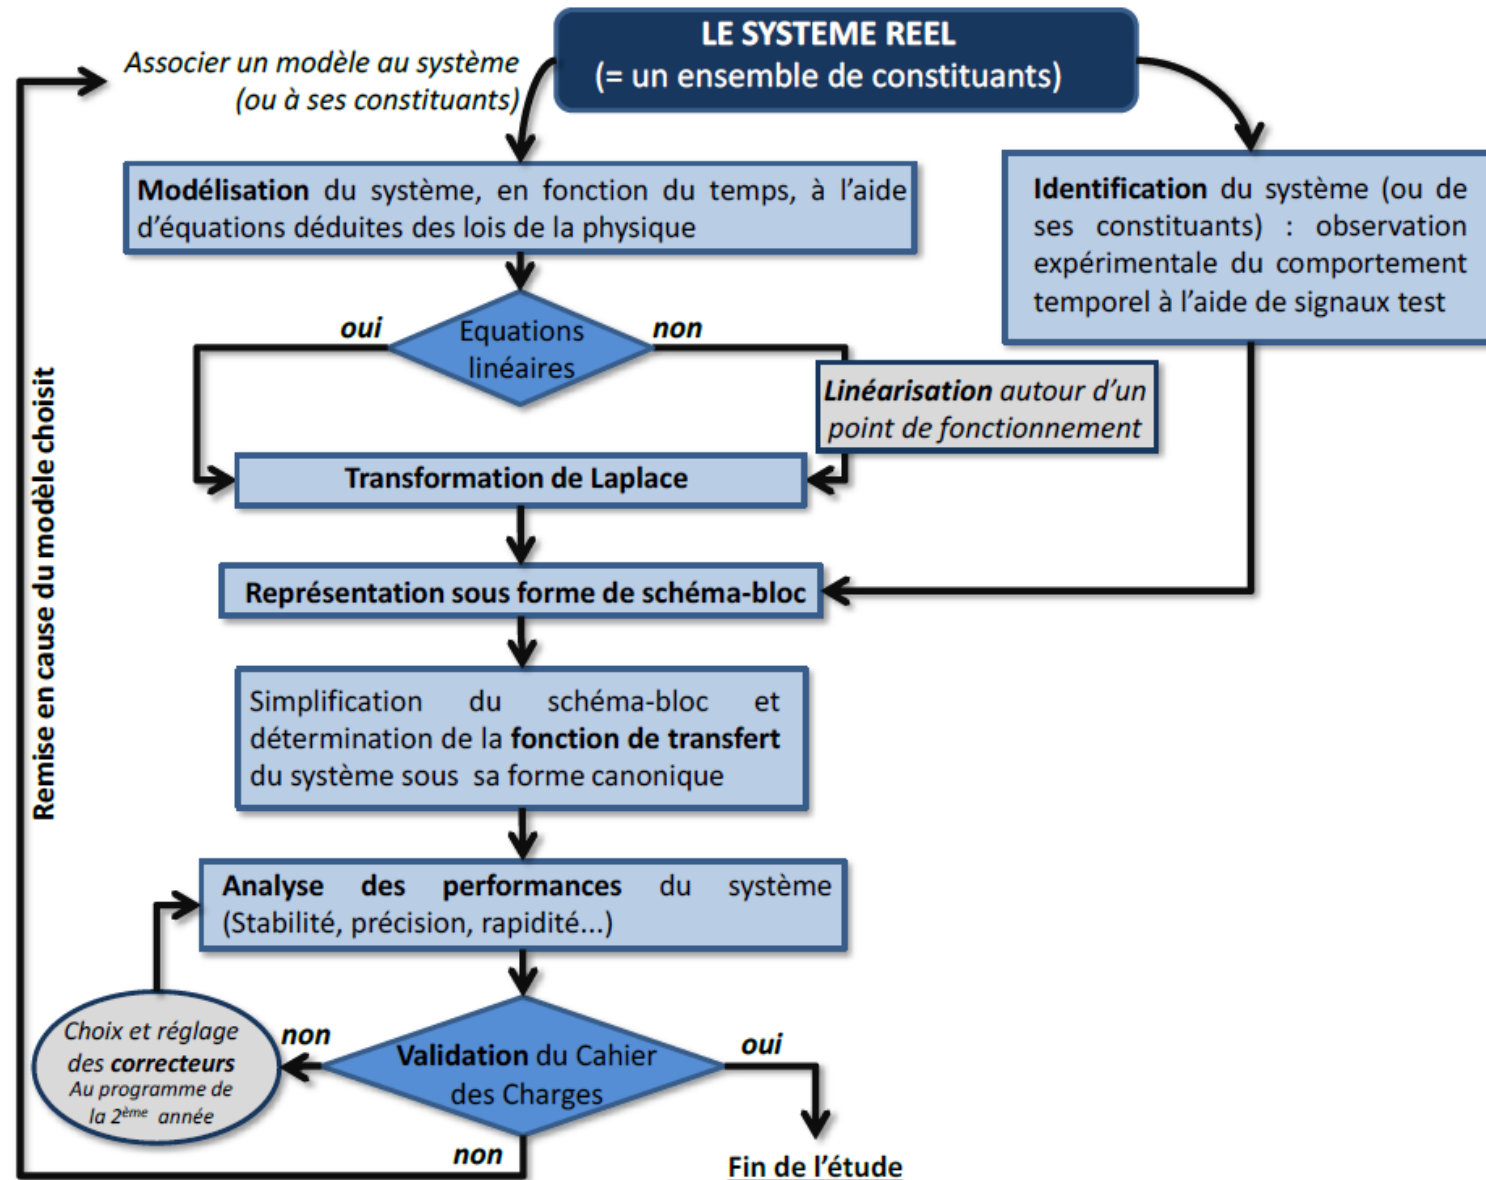 LE SYSTEME REEL
(= un ensemble de constituants)
Associer un modèle au système
(ou à ses constituants)
Modélisation du système, en fonction du temps, à l'aide
d'équations déduites des lois de la physique
Identification du système (ou de
ses constituants) : observation
expérimentale du comportement
temporel à l'aide de signaux test
oui
Equations
linéaires
non
Linéarisation autour d'un
point de fonctionnement
Transformation de Laplace
Représentation sous forme de schéma-bloc
Remise en cause du modèle choisit
Simplification du schéma-bloc et
détermination de la fonction de transfert
du système sous sa forme canonique
Analyse des performances du système
(Stabilité, précision, rapidité...)
Choix et réglage
des correcteurs
Au programme de
la 2ème année
non
Validation du Cahier
des Charges
oui
non
Fin de l'étude